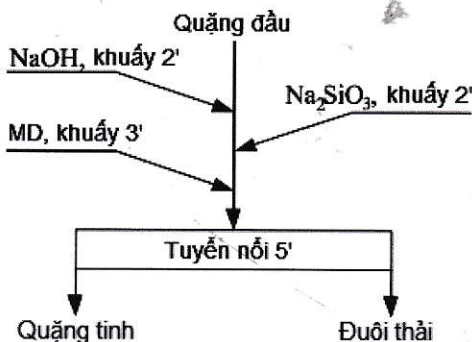 Quặng đầu
NaOH, khuấy 2'
Na₂SiO₃, khuấy 2'
MD, khuấy 3'
Tuyển nổi 5'
Quặng tinh
Đuôi thải